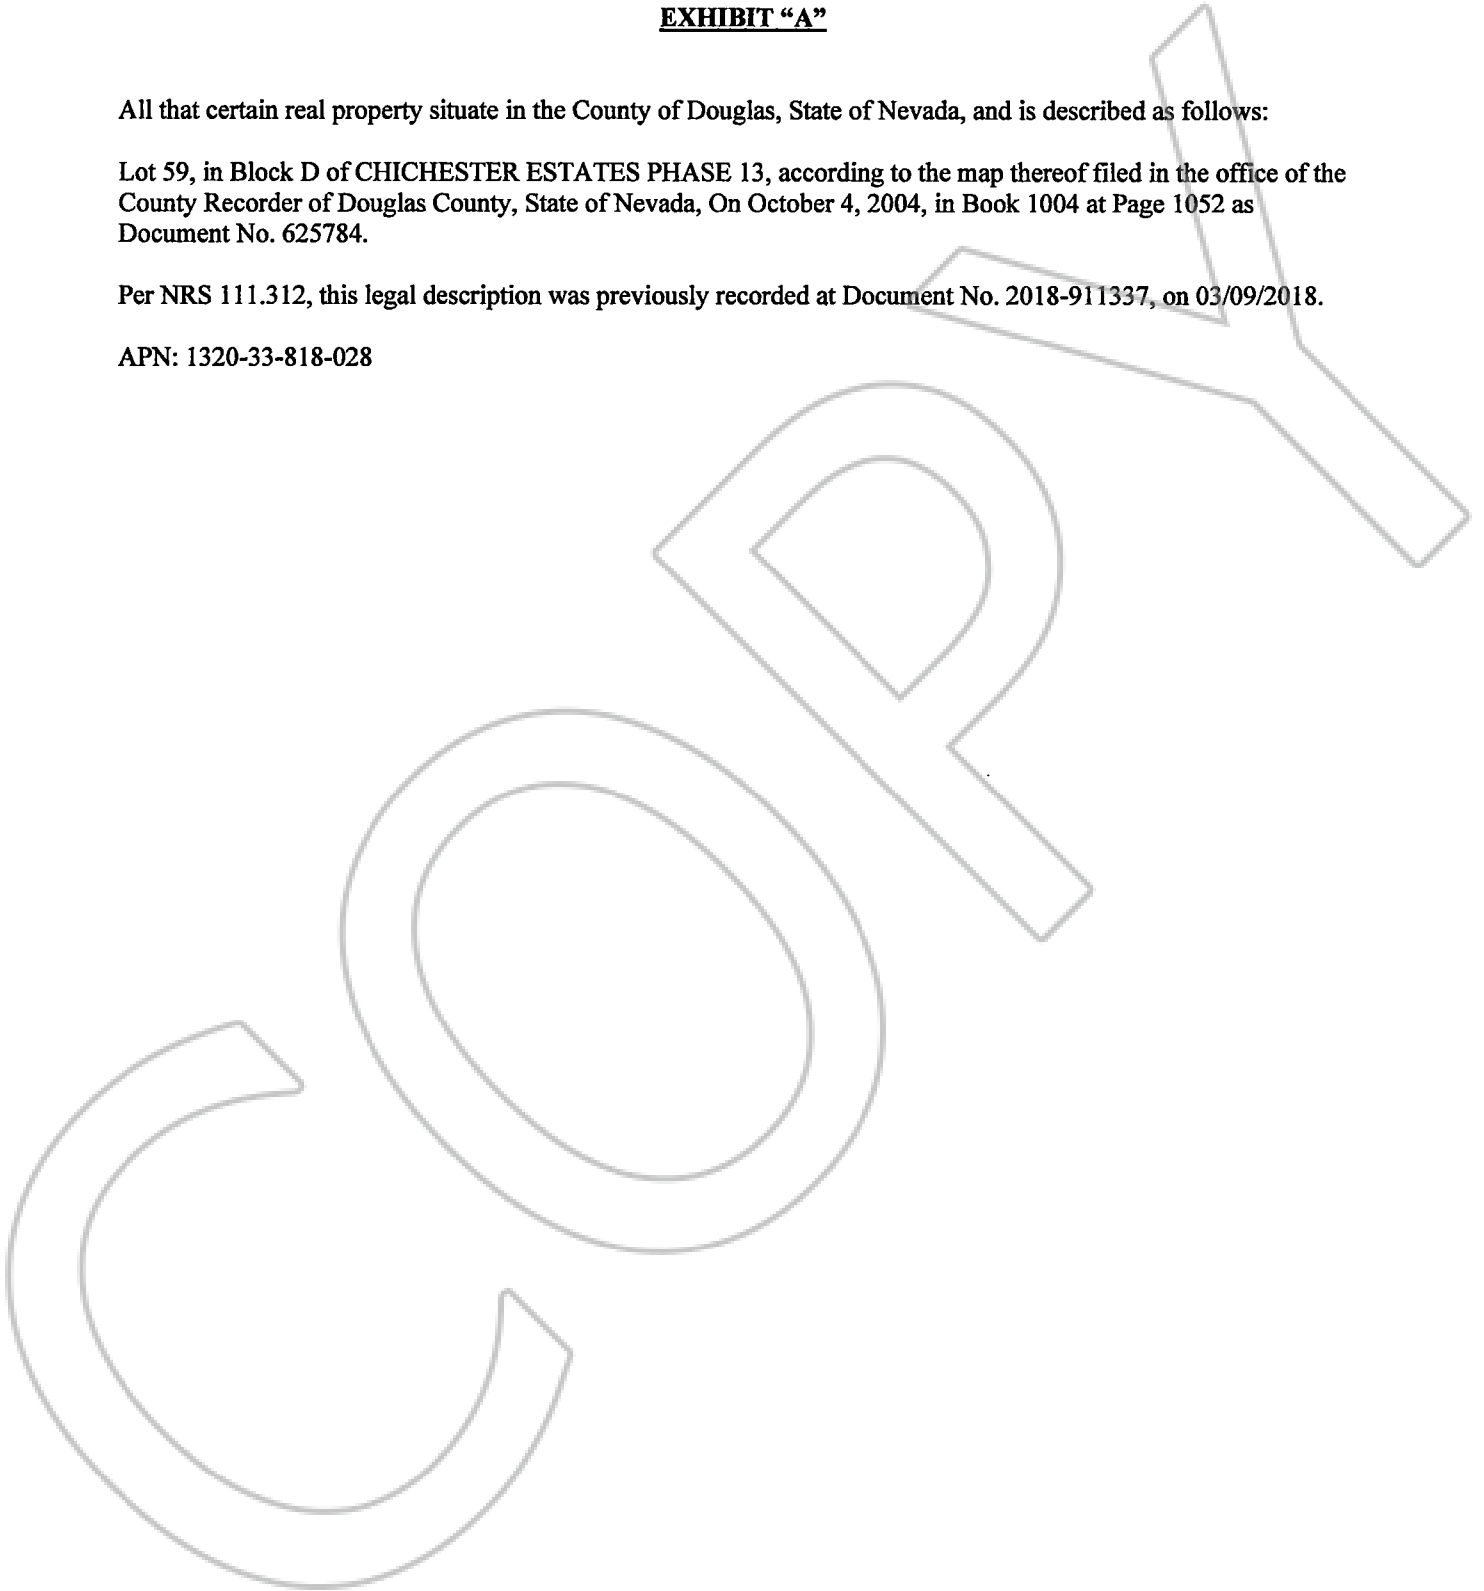 EXHIBIT “A”
All that certain real property situate in the County of Douglas, State of Nevada, and is described as follows:
Lot 59, in Block D of CHICHESTER ESTATES PHASE 13, according to the map thereof filed in the office of the
County Recorder of Douglas County, State of Nevada, On October 4, 2004, in Book 1004 at Page 1052 as
Document No. 625784.
Per NRS 111.312, this legal description was previously recorded at Document No. 2018-911337, on 03/09/2018.
APN: 1320-33-818-028
COPY